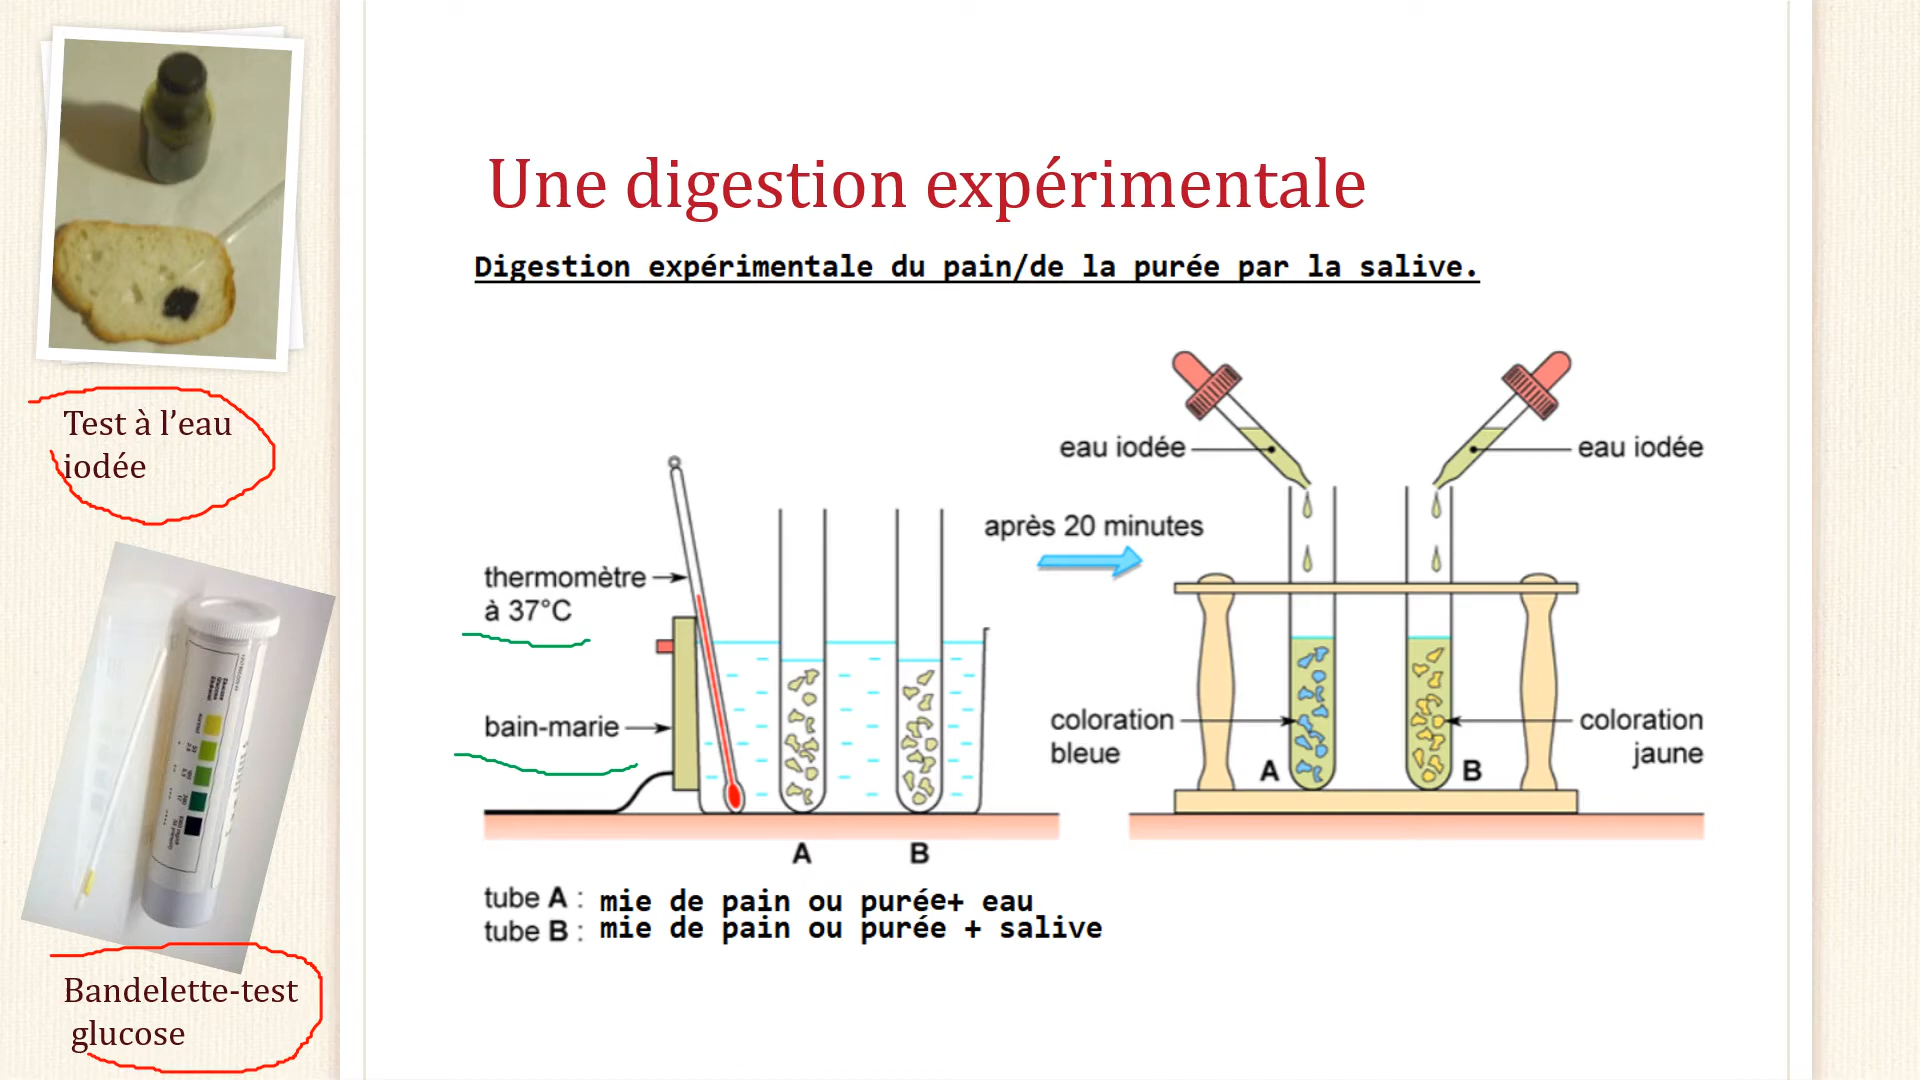 Une digestion expérimentale
Digestion expérimentale du pain/de la purée par la salive.
Test à l’eau
iodée
Bandelette-test
glucose
thermomètre
à 37°C
bain-marie
A
B
après 20 minutes
eau iodée
eau iodée
coloration
bleue
coloration
jaune
A
B
tube A : mie de pain ou purée+ eau
tube B : mie de pain ou purée + salive